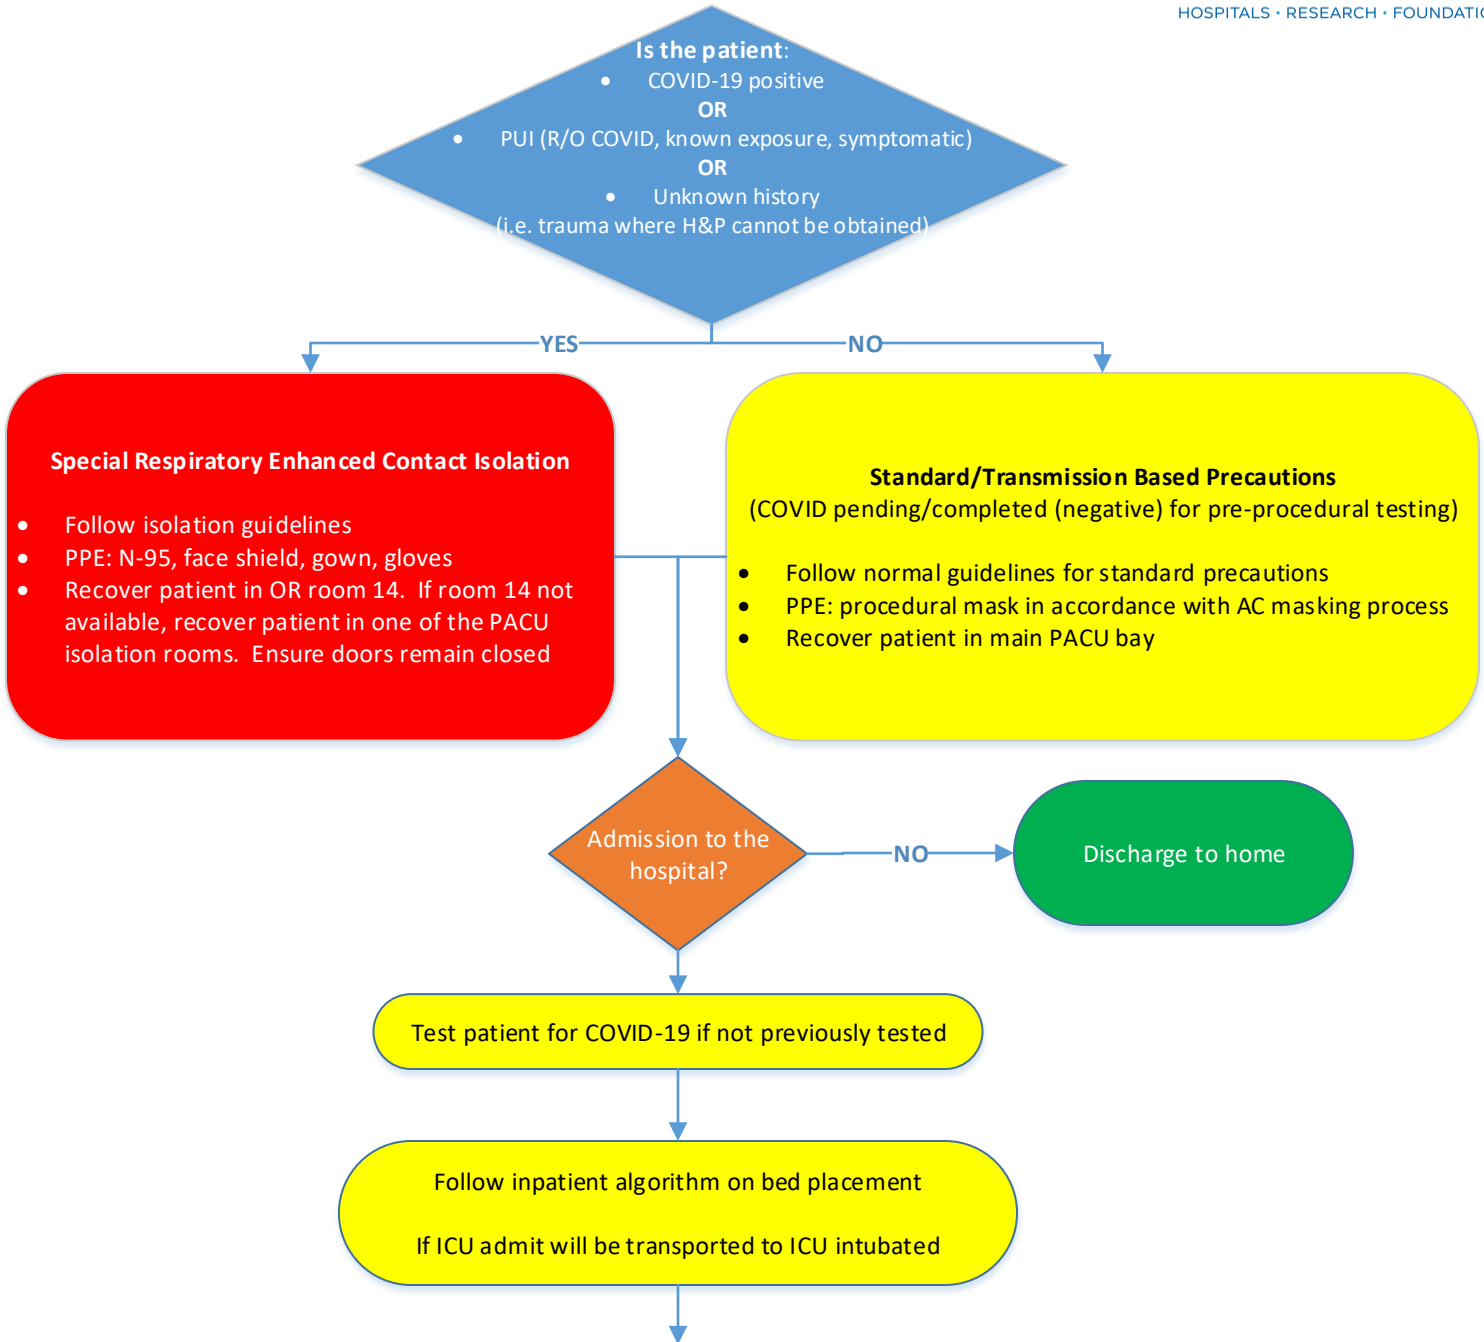 HOSPITALS · RESEARCH · FOUNDATIO
Is the patient:
• COVID-19 positive
OR
• PUI (R/O COVID, known exposure, symptomatic)
OR
• Unknown history
(i.e. trauma where H&P cannot be obtained)
YES
NO
Special Respiratory Enhanced Contact Isolation
• Follow isolation guidelines
• PPE: N-95, face shield, gown, gloves
• Recover patient in OR room 14. If room 14 not
available, recover patient in one of the PACU
isolation rooms. Ensure doors remain closed
Standard/Transmission Based Precautions
(COVID pending/completed (negative) for pre-procedural testing)
• Follow normal guidelines for standard precautions
• PPE: procedural mask in accordance with AC masking process
• Recover patient in main PACU bay
Admission to the
hospital?
NO
Discharge to home
Test patient for COVID-19 if not previously tested
Follow inpatient algorithm on bed placement
If ICU admit will be transported to ICU intubated